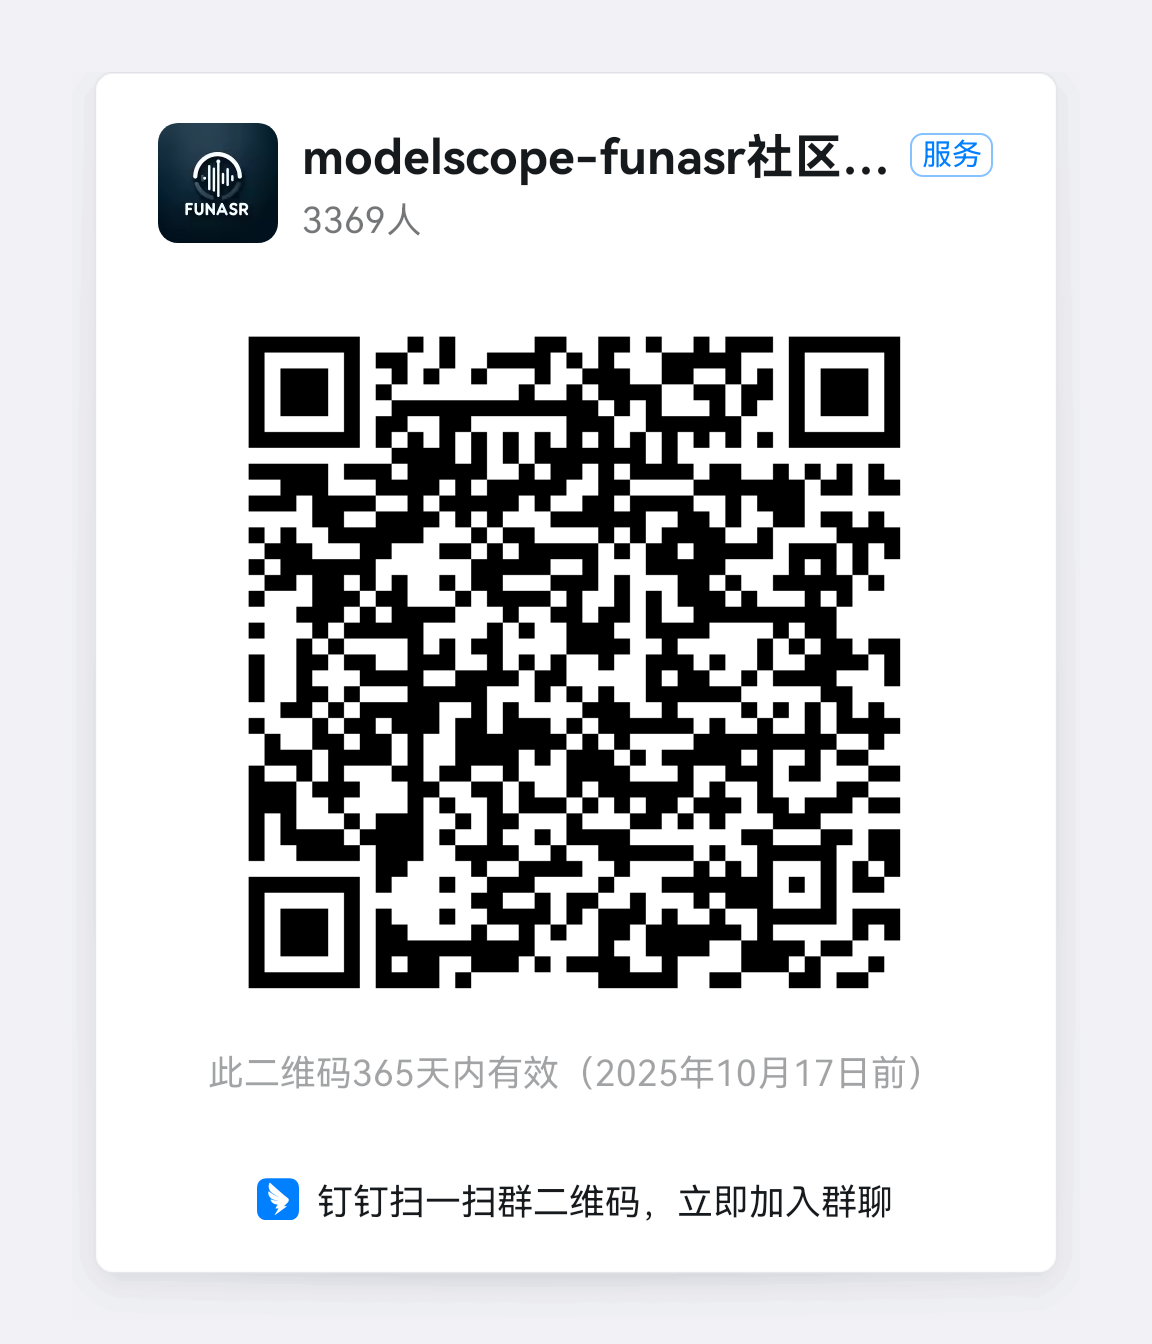 FUNASR
modelscope-funasr社区...
服务
3369人
此二维码365天内有效（2025年10月17日前）
钉钉扫一扫群二维码，立即加入群聊